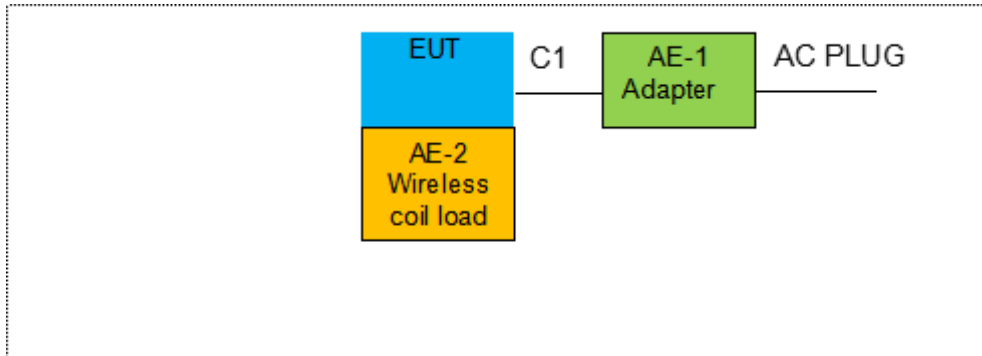 EUT
C1
AE-1
Adapter
AC PLUG
AE-2
Wireless
coil load